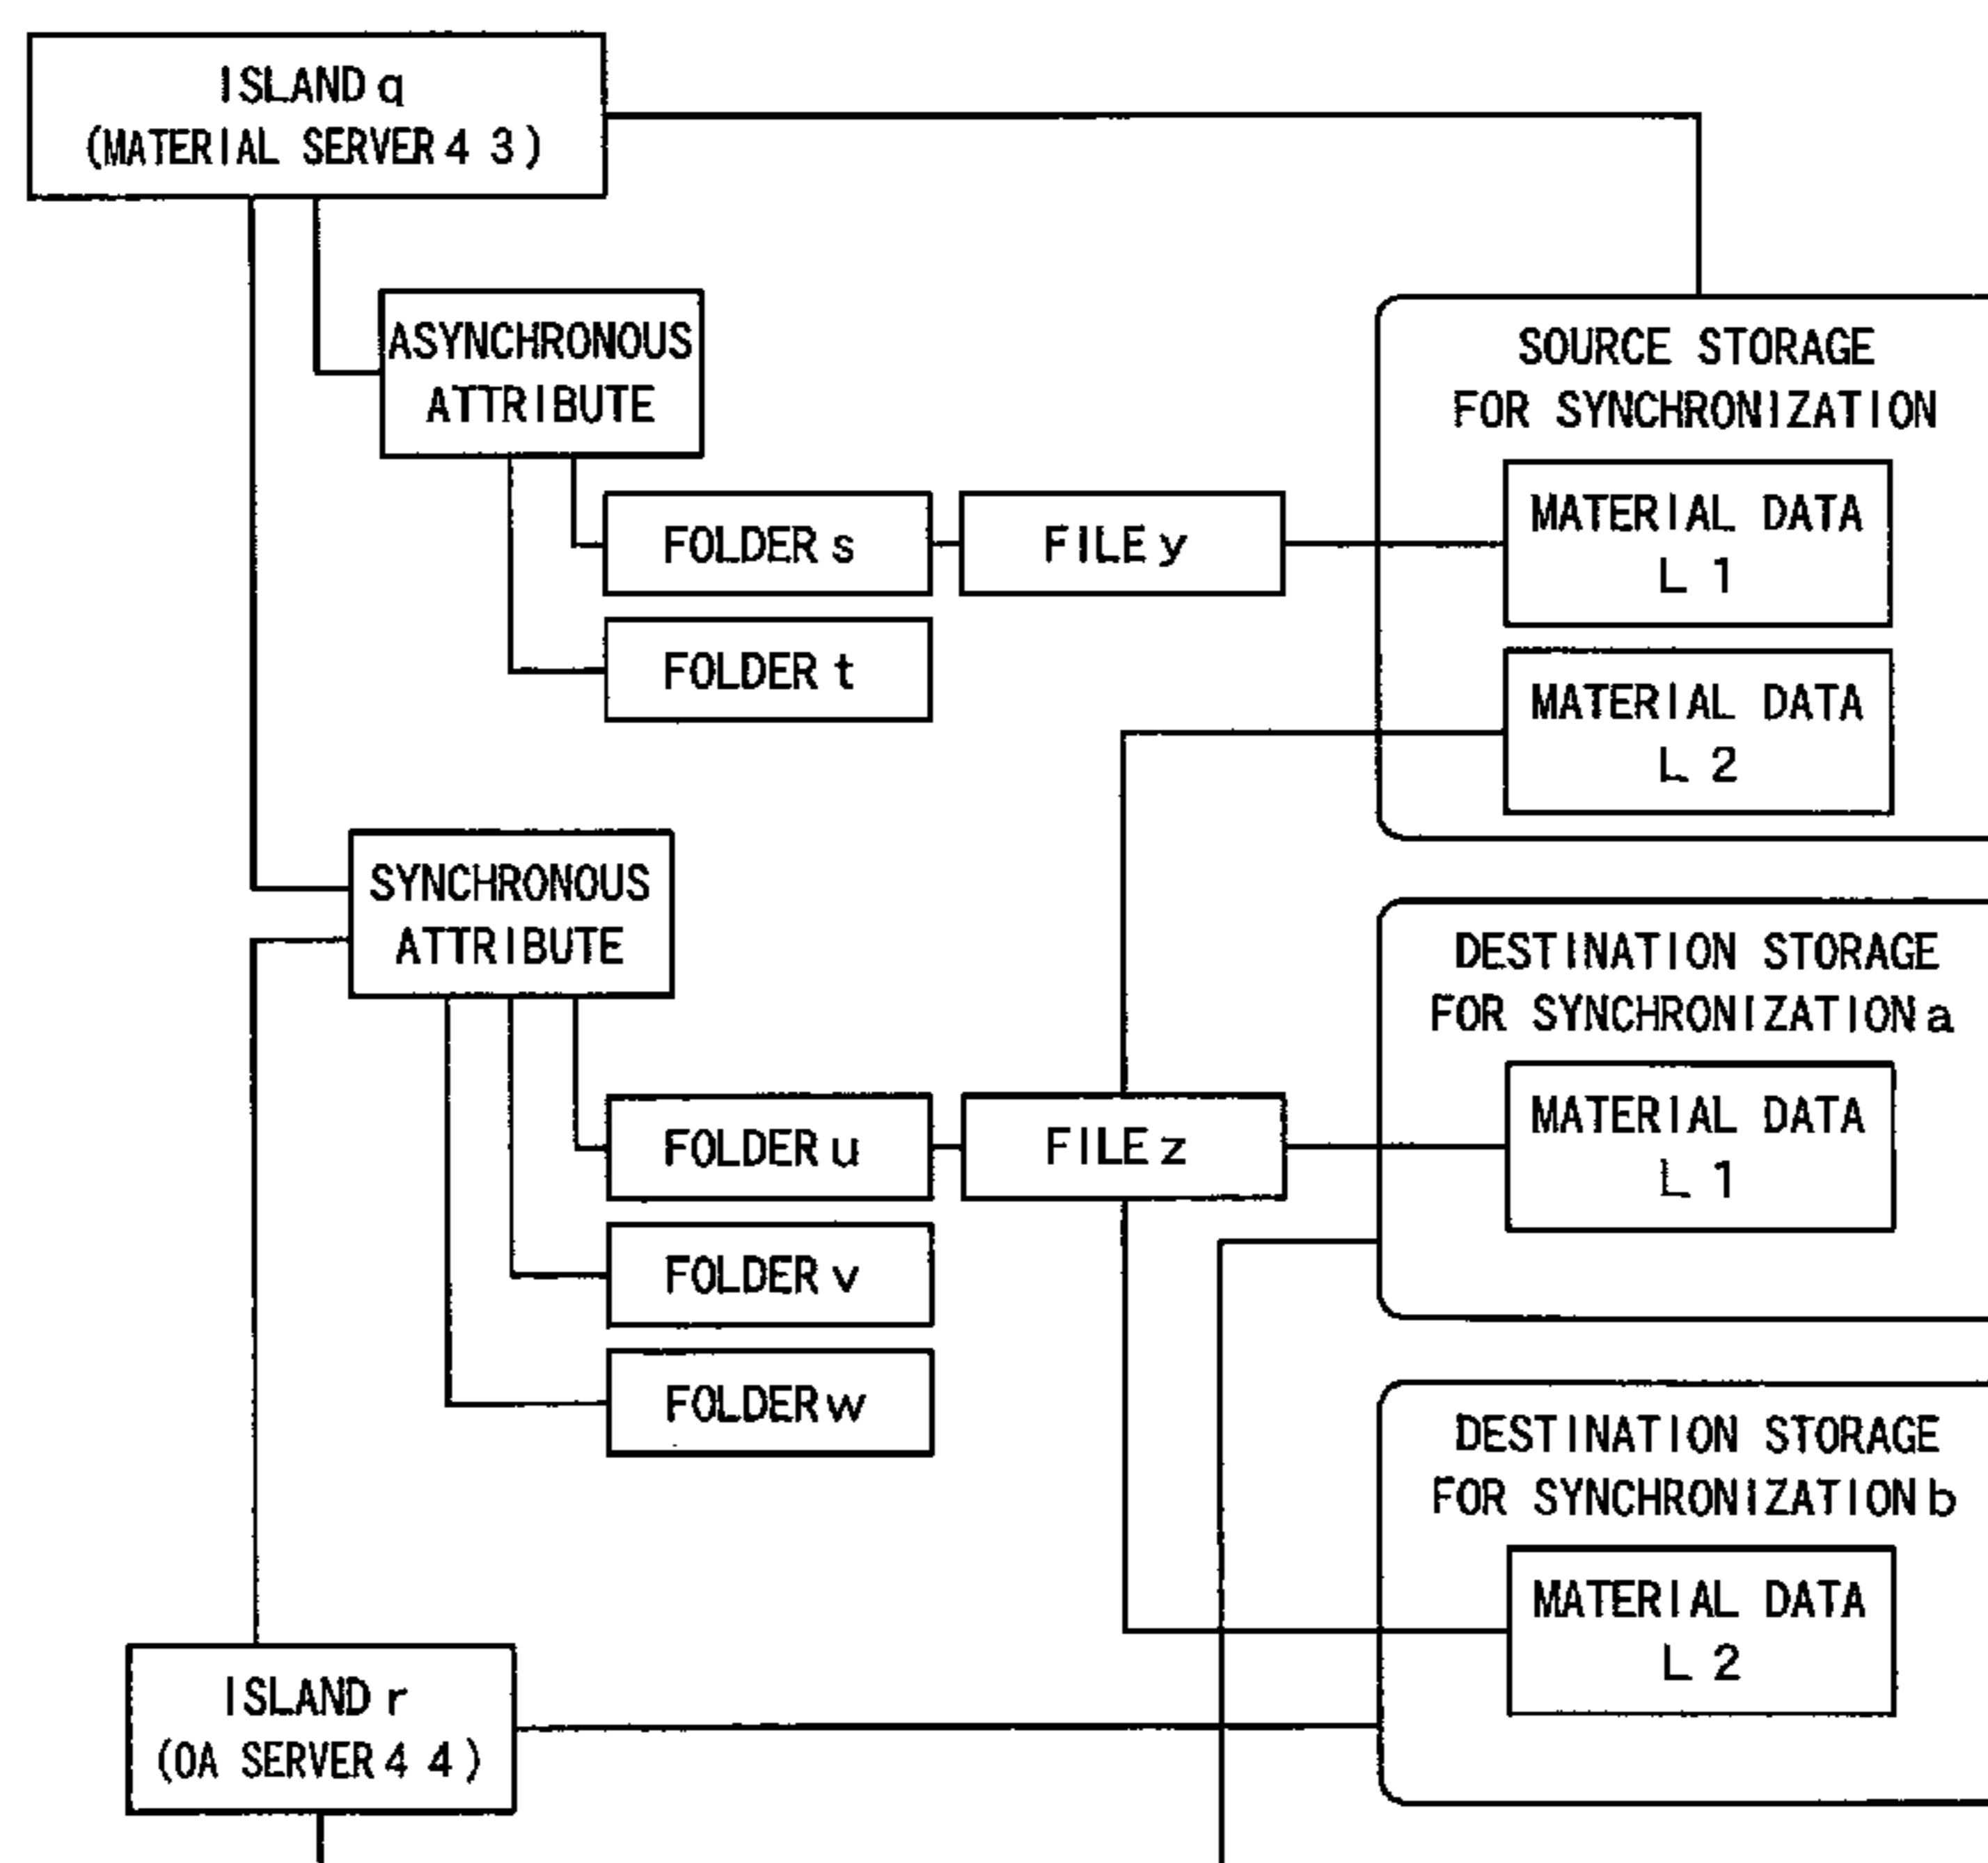 ISLAND q
(MATERIAL SERVER 4 3)
ASYNCHRONOUS
ATTRIBUTE
SOURCE STORAGE
FOR SYNCHRONIZATION
MATERIAL DATA
L 1
FOLDER s
FILE y
FOLDER t
MATERIAL DATA
L 2
SYNCHRONOUS
ATTRIBUTE
DESTINATION STORAGE
FOR SYNCHRONIZATION a
MATERIAL DATA
L 1
FOLDER u
FILE z
FOLDER v
FOLDER w
DESTINATION STORAGE
FOR SYNCHRONIZATION b
MATERIAL DATA
L 2
ISLAND r
(OA SERVER 4 4)